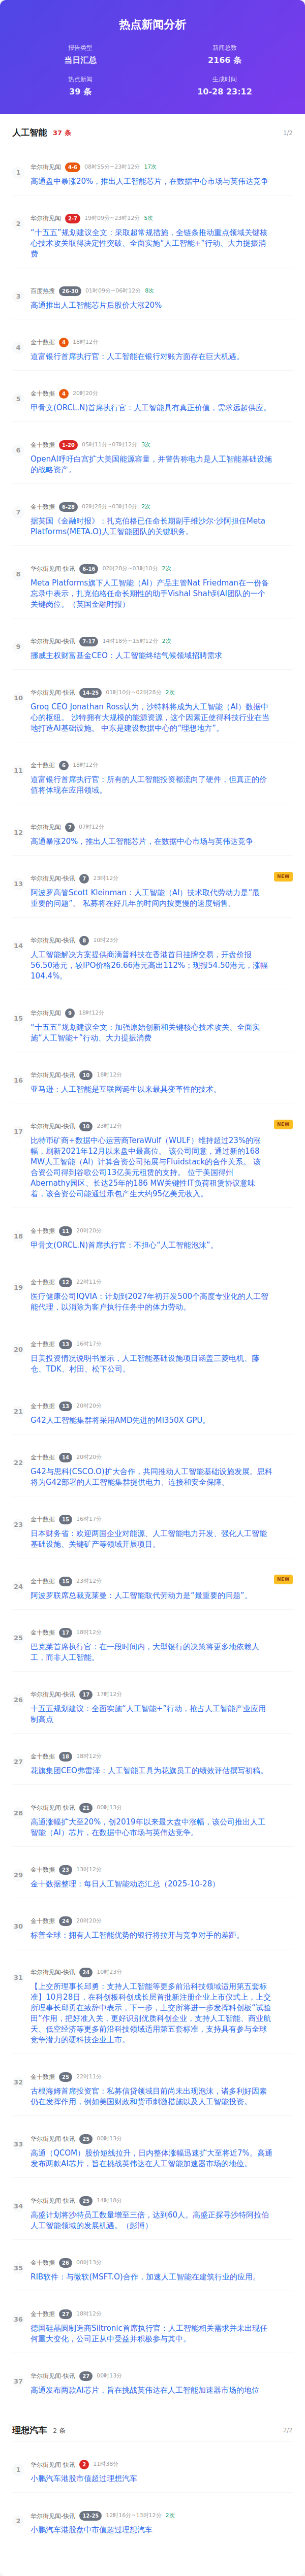 热点新闻分析
报告类型
当日汇总
新闻总数
2166 条
热点新闻
39 条
生成时间
10-28 23:12
人工智能 37 条 1/2
1
华尔街见闻 4-6 08时55分~23时12分 17次
高通盘中暴涨20%，推出人工智能芯片，在数据中心市场与英伟达竞争
2
华尔街见闻 2-7 19时09分~23时12分 5次
“十五五”规划建议全文：采取超常规措施，全链条推动重点领域关键核
心技术攻关取得决定性突破、全面实施“人工智能+”行动、大力提振消
费
3
百度热搜 26-30 01时09分~06时12分 8次
高通推出人工智能芯片后股价大涨20%
4
金十数据 4 18时12分
道富银行首席执行官：人工智能在银行对账方面存在巨大机遇。
5
金十数据 4 20时20分
甲骨文(ORCL.N)首席执行官：人工智能具有真正价值，需求远超供应。
6
金十数据 1-20 05时11分~07时12分 3次
OpenAI呼吁白宫扩大美国能源容量，并警告称电力是人工智能基础设施
的战略资产。
7
金十数据 6-28 02时28分~03时10分 2次
据英国《金融时报》：扎克伯格已任命长期副手维沙尔·沙阿担任Meta
Platforms(META.O)人工智能团队的关键职务。
8
华尔街见闻-快讯 6-16 02时28分~03时10分 2次
Meta Platforms旗下人工智能（AI）产品主管Nat Friedman在一份备
忘录中表示，扎克伯格任命长期性的助手Vishal Shah到AI团队的一个
关键岗位。（英国金融时报）
9
华尔街见闻-快讯 7-17 14时18分~15时12分 2次
挪威主权财富基金CEO：人工智能终结气候领域招聘需求
10
华尔街见闻-快讯 14-25 01时10分~02时28分 2次
Groq CEO Jonathan Ross认为，沙特料将成为人工智能（AI）数据中
心的枢纽。 沙特拥有大规模的能源资源，这个因素正使得科技行业在当
地打造AI基础设施。 中东是建设数据中心的“理想地方”。
11
金十数据 6 18时12分
道富银行首席执行官：所有的人工智能投资都流向了硬件，但真正的价
值将体现在应用领域。
12
华尔街见闻 7 07时12分
高通暴涨20%，推出人工智能芯片，在数据中心市场与英伟达竞争
13
华尔街见闻-快讯 7 23时12分 NEW
阿波罗高管Scott Kleinman：人工智能（AI）技术取代劳动力是“最
重要的问题”。 私募将在好几年的时间内按更慢的速度销售。
14
华尔街见闻-快讯 8 10时23分
人工智能解决方案提供商滴普科技在香港首日挂牌交易，开盘价报
56.50港元，较IPO价格26.66港元高出112%；现报54.50港元，涨幅
104.4%。
15
华尔街见闻 9 18时12分
“十五五”规划建议全文：加强原始创新和关键核心技术攻关、全面实
施“人工智能+”行动、大力提振消费
16
华尔街见闻-快讯 10 18时12分
亚马逊：人工智能是互联网诞生以来最具变革性的技术。
17
华尔街见闻-快讯 10 23时12分 NEW
比特币矿商+数据中心运营商TeraWulf（WULF）维持超过23%的涨
幅，刷新2021年12月以来盘中最高位。 该公司同意，通过新的168
MW人工智能（AI）计算合资公司拓展与Fluidstack的合作关系。 该
合资公司得到谷歌公司13亿美元租赁的支持。 位于美国得州
Abernathy园区、长达25年的186 MW关键性IT负荷租赁协议意味
着，该合资公司能通过承包产生大约95亿美元收入。
18
金十数据 11 20时20分
甲骨文(ORCL.N)首席执行官：不担心“人工智能泡沫”。
19
金十数据 12 22时11分
医疗健康公司IQVIA：计划到2027年初开发500个高度专业化的人工智
能代理，以消除为客户执行任务中的体力劳动。
20
金十数据 13 16时17分
日美投资情况说明书显示，人工智能基础设施项目涵盖三菱电机、藤
仓、TDK、村田、松下公司。
21
金十数据 13 20时20分
G42人工智能集群将采用AMD先进的MI350X GPU。
22
金十数据 14 20时20分
G42与思科(CSCO.O)扩大合作，共同推动人工智能基础设施发展。思科
将为G42部署的人工智能集群提供电力、连接和安全保障。
23
金十数据 15 16时17分
日本财务省：欢迎两国企业对能源、人工智能电力开发、强化人工智能
基础设施、关键矿产等领域开展项目。
24
金十数据 15 23时12分 NEW
阿波罗联席总裁克莱曼：人工智能取代劳动力是“最重要的问题”。
25
金十数据 17 18时12分
巴克莱首席执行官：在一段时间内，大型银行的决策将更多地依赖人
工，而非人工智能。
26
华尔街见闻-快讯 17 17时12分
十五五规划建议：全面实施“人工智能+”行动，抢占人工智能产业应用
制高点
27
金十数据 18 18时12分
花旗集团CEO弗雷泽：人工智能工具为花旗员工的绩效评估撰写初稿。
28
华尔街见闻-快讯 21 00时13分
高通涨幅扩大至20%，创2019年以来最大盘中涨幅，该公司推出人工
智能（AI）芯片，在数据中心市场与英伟达竞争。
29
金十数据 23 13时12分
金十数据整理：每日人工智能动态汇总（2025-10-28）
30
金十数据 24 20时20分
标普全球：拥有人工智能优势的银行将拉开与竞争对手的差距。
31
华尔街见闻-快讯 24 10时23分
【上交所理事长邱勇：支持人工智能等更多前沿科技领域适用第五套标
准】10月28日，在科创板科创成长层首批新注册企业上市仪式上，上交
所理事长邱勇在致辞中表示，下一步，上交所将进一步发挥科创板“试验
田”作用，把好准入关，更好识别优质科创企业，支持人工智能、商业航
天、低空经济等更多前沿科技领域适用第五套标准，支持具有参与全球
竞争潜力的硬科技企业上市。
32
金十数据 25 22时11分
古根海姆首席投资官：私募信贷领域目前尚未出现泡沫，诸多利好因素
仍在发挥作用，例如美国财政和货币刺激措施以及人工智能投资。
33
华尔街见闻-快讯 25 00时13分
高通（QCOM）股价短线拉升，日内整体涨幅迅速扩大至将近7%。高通
发布两款AI芯片，旨在挑战英伟达在人工智能加速器市场的地位。
34
华尔街见闻-快讯 25 14时18分
高盛计划将沙特员工数量增至三倍，达到60人。高盛正探寻沙特阿拉伯
人工智能领域的发展机遇。（彭博）
35
金十数据 26 00时13分
RIB软件：与微软(MSFT.O)合作，加速人工智能在建筑行业的应用。
36
金十数据 27 18时12分
德国硅晶圆制造商Siltronic首席执行官：人工智能相关需求并未出现任
何重大变化，公司正从中受益并积极参与其中。
37
华尔街见闻-快讯 27 00时13分
高通发布两款AI芯片，旨在挑战英伟达在人工智能加速器市场的地位
理想汽车 2 条 2/2
1
华尔街见闻-快讯 2 11时38分
小鹏汽车港股市值超过理想汽车
2
华尔街见闻-快讯 12-25 12时16分~13时12分 2次
小鹏汽车港股盘中市值超过理想汽车